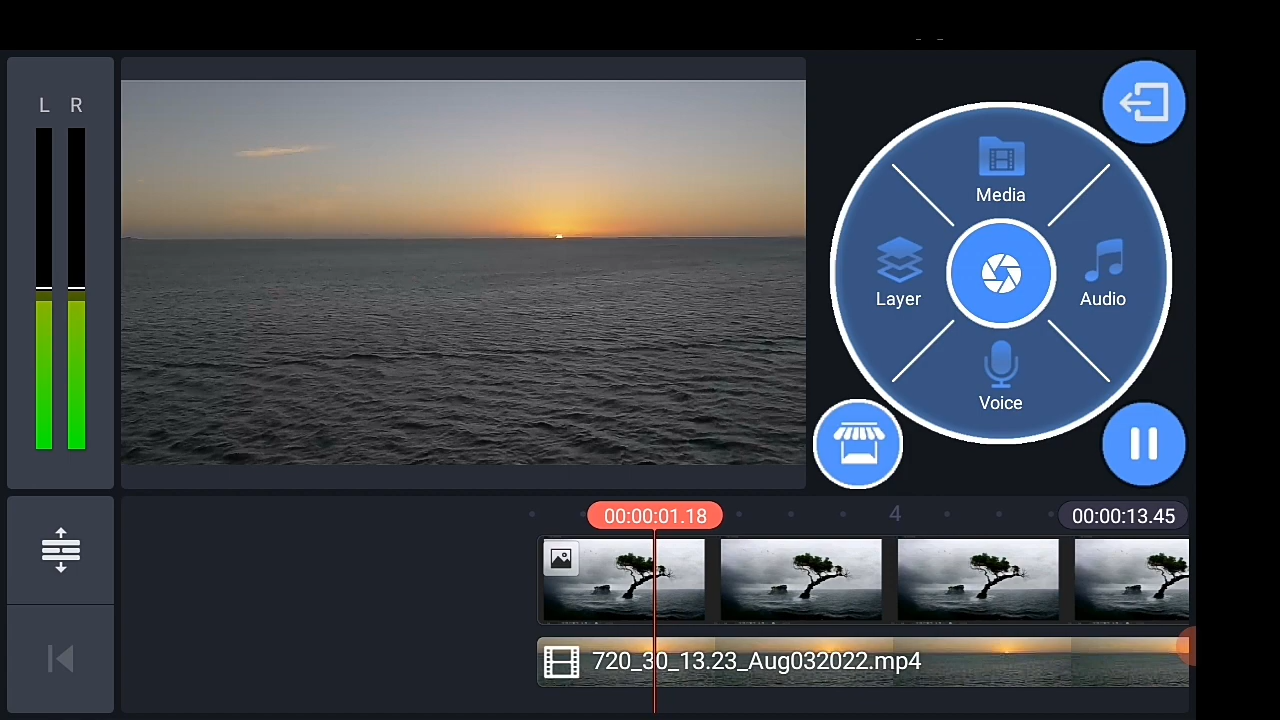 L R
Media
Layer
Audio
Voice
00:00:01.18
4
00:00:13.45
720_30_13.23_Aug032022.mp4